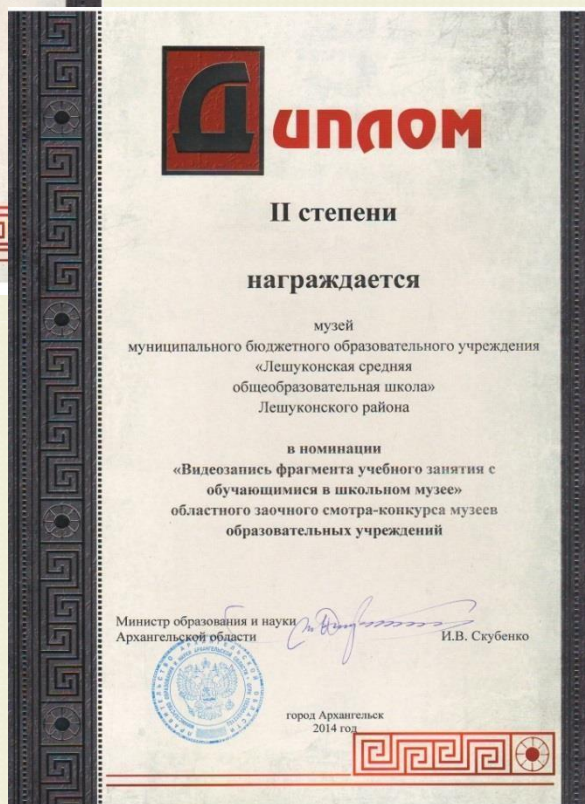 Диплом
II степени
награждается
музей
муниципального бюджетного образовательного учреждения
«Лешуконская средняя
общеобразовательная школа»
Лешуконского района
в номинации
«Видеозапись фрагмента учебного занятия с
обучающимися в школьном музее»
областного заочного смотра-конкурса музеев
образовательных учреждений
Министр образования и науки
Архангельской области
И.В. Скубенко
город Архангельск
2014 год